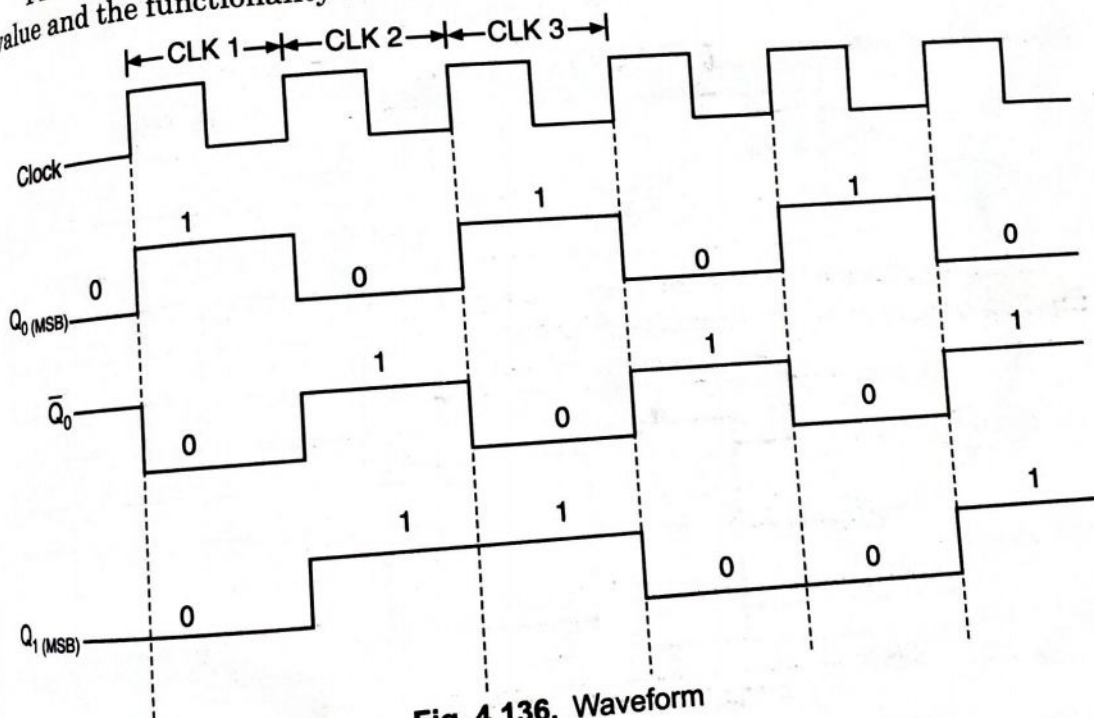 value and the functionality
CLK 1 CLK 2 CLK 3
Clock
1 1 1
0 0 0 0
Q0 (MSB)
1 1 1
Q̄0
0 0 0
1 1 1
0 0 0
Q1 (MSB)
Fig. 4.136. Waveform